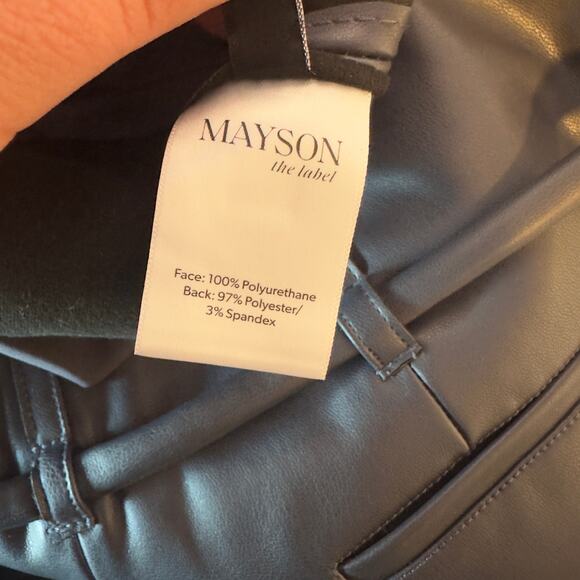 MAYSON
the label
Face: 100% Polyurethane
Back: 97% Polyester/
3% Spandex